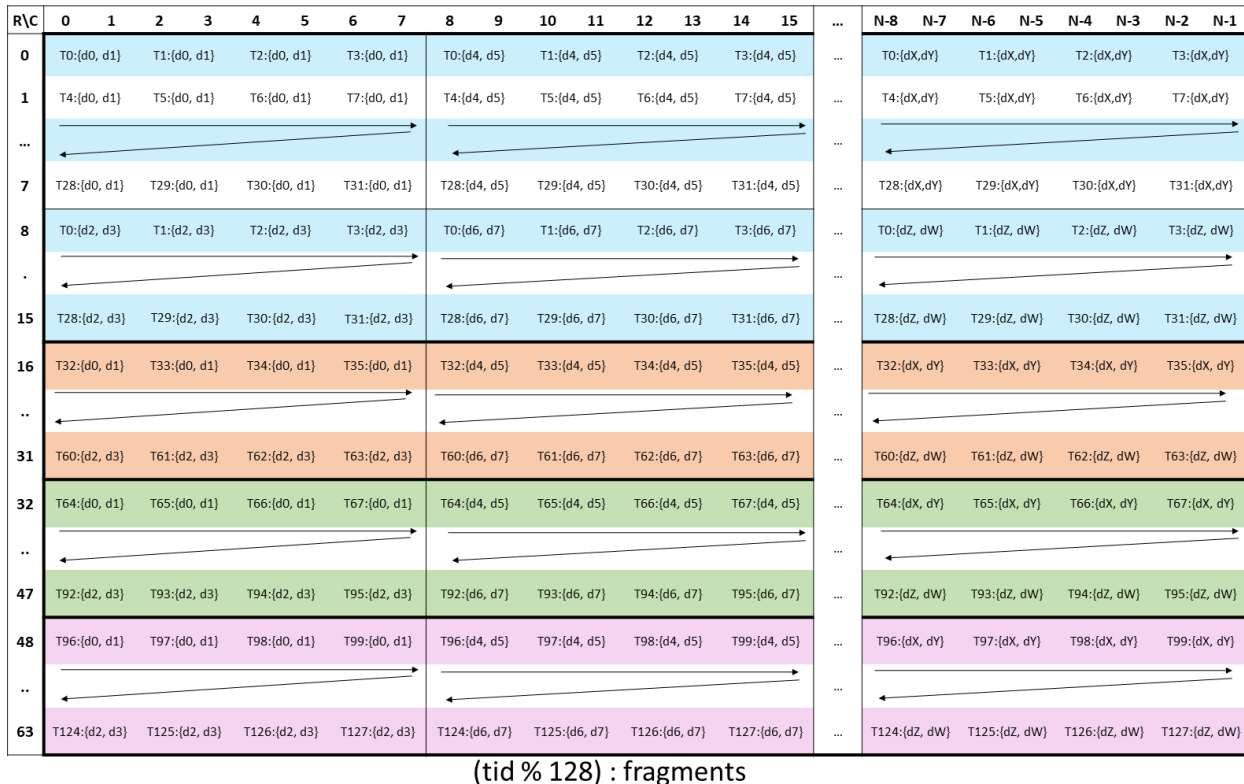 R\C 0 1 2 3 4 5 6 7 8 9 10 11 12 13 14 15 ... N-8 N-7 N-6 N-5 N-4 N-3 N-2 N-1
0 T0:{d0, d1} T1:{d0, d1} T2:{d0, d1} T3:{d0, d1} T0:{d4, d5} T1:{d4, d5} T2:{d4, d5} T3:{d4, d5} ... T0:{dX,dY} T1:{dX,dY} T2:{dX,dY} T3:{dX,dY}
1 T4:{d0, d1} T5:{d0, d1} T6:{d0, d1} T7:{d0, d1} T4:{d4, d5} T5:{d4, d5} T6:{d4, d5} T7:{d4, d5} ... T4:{dX,dY} T5:{dX,dY} T6:{dX,dY} T7:{dX,dY}
... ...
7 T28:{d0, d1} T29:{d0, d1} T30:{d0, d1} T31:{d0, d1} T28:{d4, d5} T29:{d4, d5} T30:{d4, d5} T31:{d4, d5} ... T28:{dX,dY} T29:{dX,dY} T30:{dX,dY} T31:{dX,dY}
8 T0:{d2, d3} T1:{d2, d3} T2:{d2, d3} T3:{d2, d3} T0:{d6, d7} T1:{d6, d7} T2:{d6, d7} T3:{d6, d7} ... T0:{dZ, dW} T1:{dZ, dW} T2:{dZ, dW} T3:{dZ, dW}
. ...
15 T28:{d2, d3} T29:{d2, d3} T30:{d2, d3} T31:{d2, d3} T28:{d6, d7} T29:{d6, d7} T30:{d6, d7} T31:{d6, d7} ... T28:{dZ, dW} T29:{dZ, dW} T30:{dZ, dW} T31:{dZ, dW}
16 T32:{d0, d1} T33:{d0, d1} T34:{d0, d1} T35:{d0, d1} T32:{d4, d5} T33:{d4, d5} T34:{d4, d5} T35:{d4, d5} ... T32:{dX, dY} T33:{dX, dY} T34:{dX, dY} T35:{dX, dY}
.. ...
31 T60:{d2, d3} T61:{d2, d3} T62:{d2, d3} T63:{d2, d3} T60:{d6, d7} T61:{d6, d7} T62:{d6, d7} T63:{d6, d7} ... T60:{dZ, dW} T61:{dZ, dW} T62:{dZ, dW} T63:{dZ, dW}
32 T64:{d0, d1} T65:{d0, d1} T66:{d0, d1} T67:{d0, d1} T64:{d4, d5} T65:{d4, d5} T66:{d4, d5} T67:{d4, d5} ... T64:{dX, dY} T65:{dX, dY} T66:{dX, dY} T67:{dX, dY}
.. ...
47 T92:{d2, d3} T93:{d2, d3} T94:{d2, d3} T95:{d2, d3} T92:{d6, d7} T93:{d6, d7} T94:{d6, d7} T95:{d6, d7} ... T92:{dZ, dW} T93:{dZ, dW} T94:{dZ, dW} T95:{dZ, dW}
48 T96:{d0, d1} T97:{d0, d1} T98:{d0, d1} T99:{d0, d1} T96:{d4, d5} T97:{d4, d5} T98:{d4, d5} T99:{d4, d5} ... T96:{dX, dY} T97:{dX, dY} T98:{dX, dY} T99:{dX, dY}
.. ...
63 T124:{d2, d3} T125:{d2, d3} T126:{d2, d3} T127:{d2, d3} T124:{d6, d7} T125:{d6, d7} T126:{d6, d7} T127:{d6, d7} ... T124:{dZ, dW} T125:{dZ, dW} T126:{dZ, dW} T127:{dZ, dW}
(tid % 128) : fragments